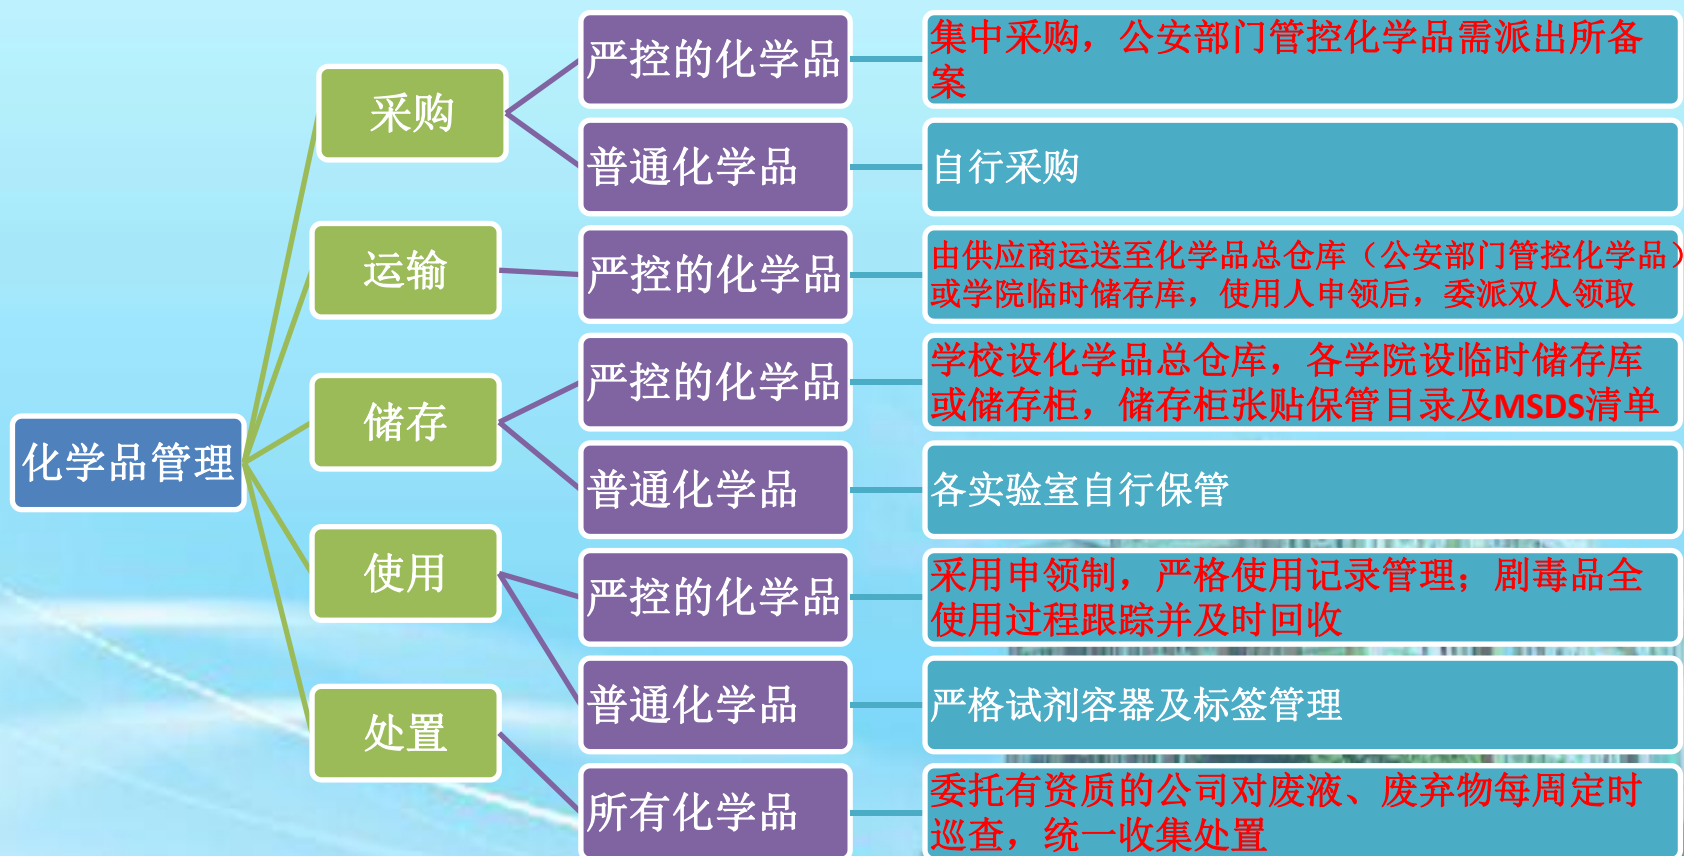 化学品管理
采购
严控的化学品
集中采购，公安部门管控化学品需派出所备
案
普通化学品
自行采购
运输
严控的化学品
由供应商运送至化学品总仓库（公安部门管控化学品）
或学院临时储存库，使用人申领后，委派双人领取
储存
严控的化学品
学校设化学品总仓库，各学院设临时储存库
或储存柜，储存柜张贴保管目录及MSDS清单
普通化学品
各实验室自行保管
使用
严控的化学品
采用申领制，严格使用记录管理；剧毒品全
使用过程跟踪并及时回收
普通化学品
严格试剂容器及标签管理
处置
所有化学品
委托有资质的公司对废液、废弃物每周定时
巡查，统一收集处置